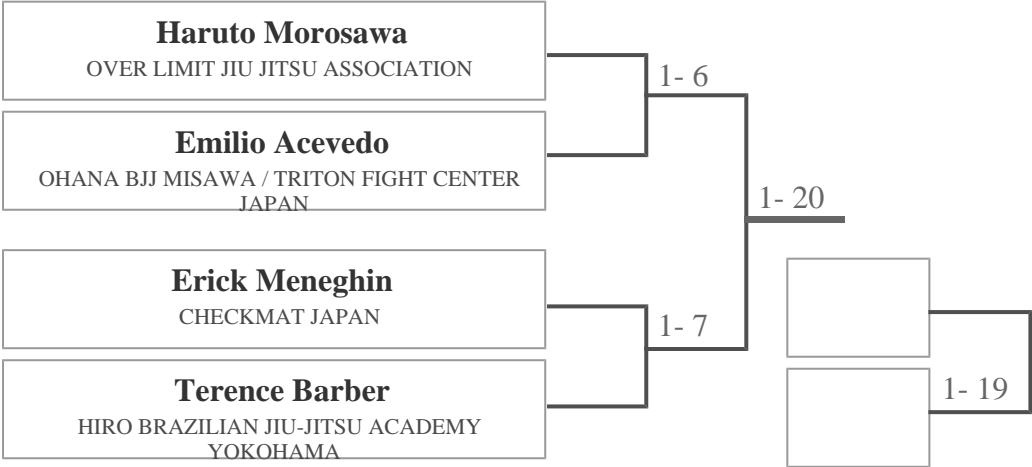 Haruto Morosawa
OVER LIMIT JIU JITSU ASSOCIATION
1- 6
Emilio Acevedo
OHANA BJJ MISAWA / TRITON FIGHT CENTER
JAPAN
1- 20
Erick Meneghin
CHECKMAT JAPAN
1- 7
Terence Barber
HIRO BRAZILIAN JIU-JITSU ACADEMY
YOKOHAMA
1- 19